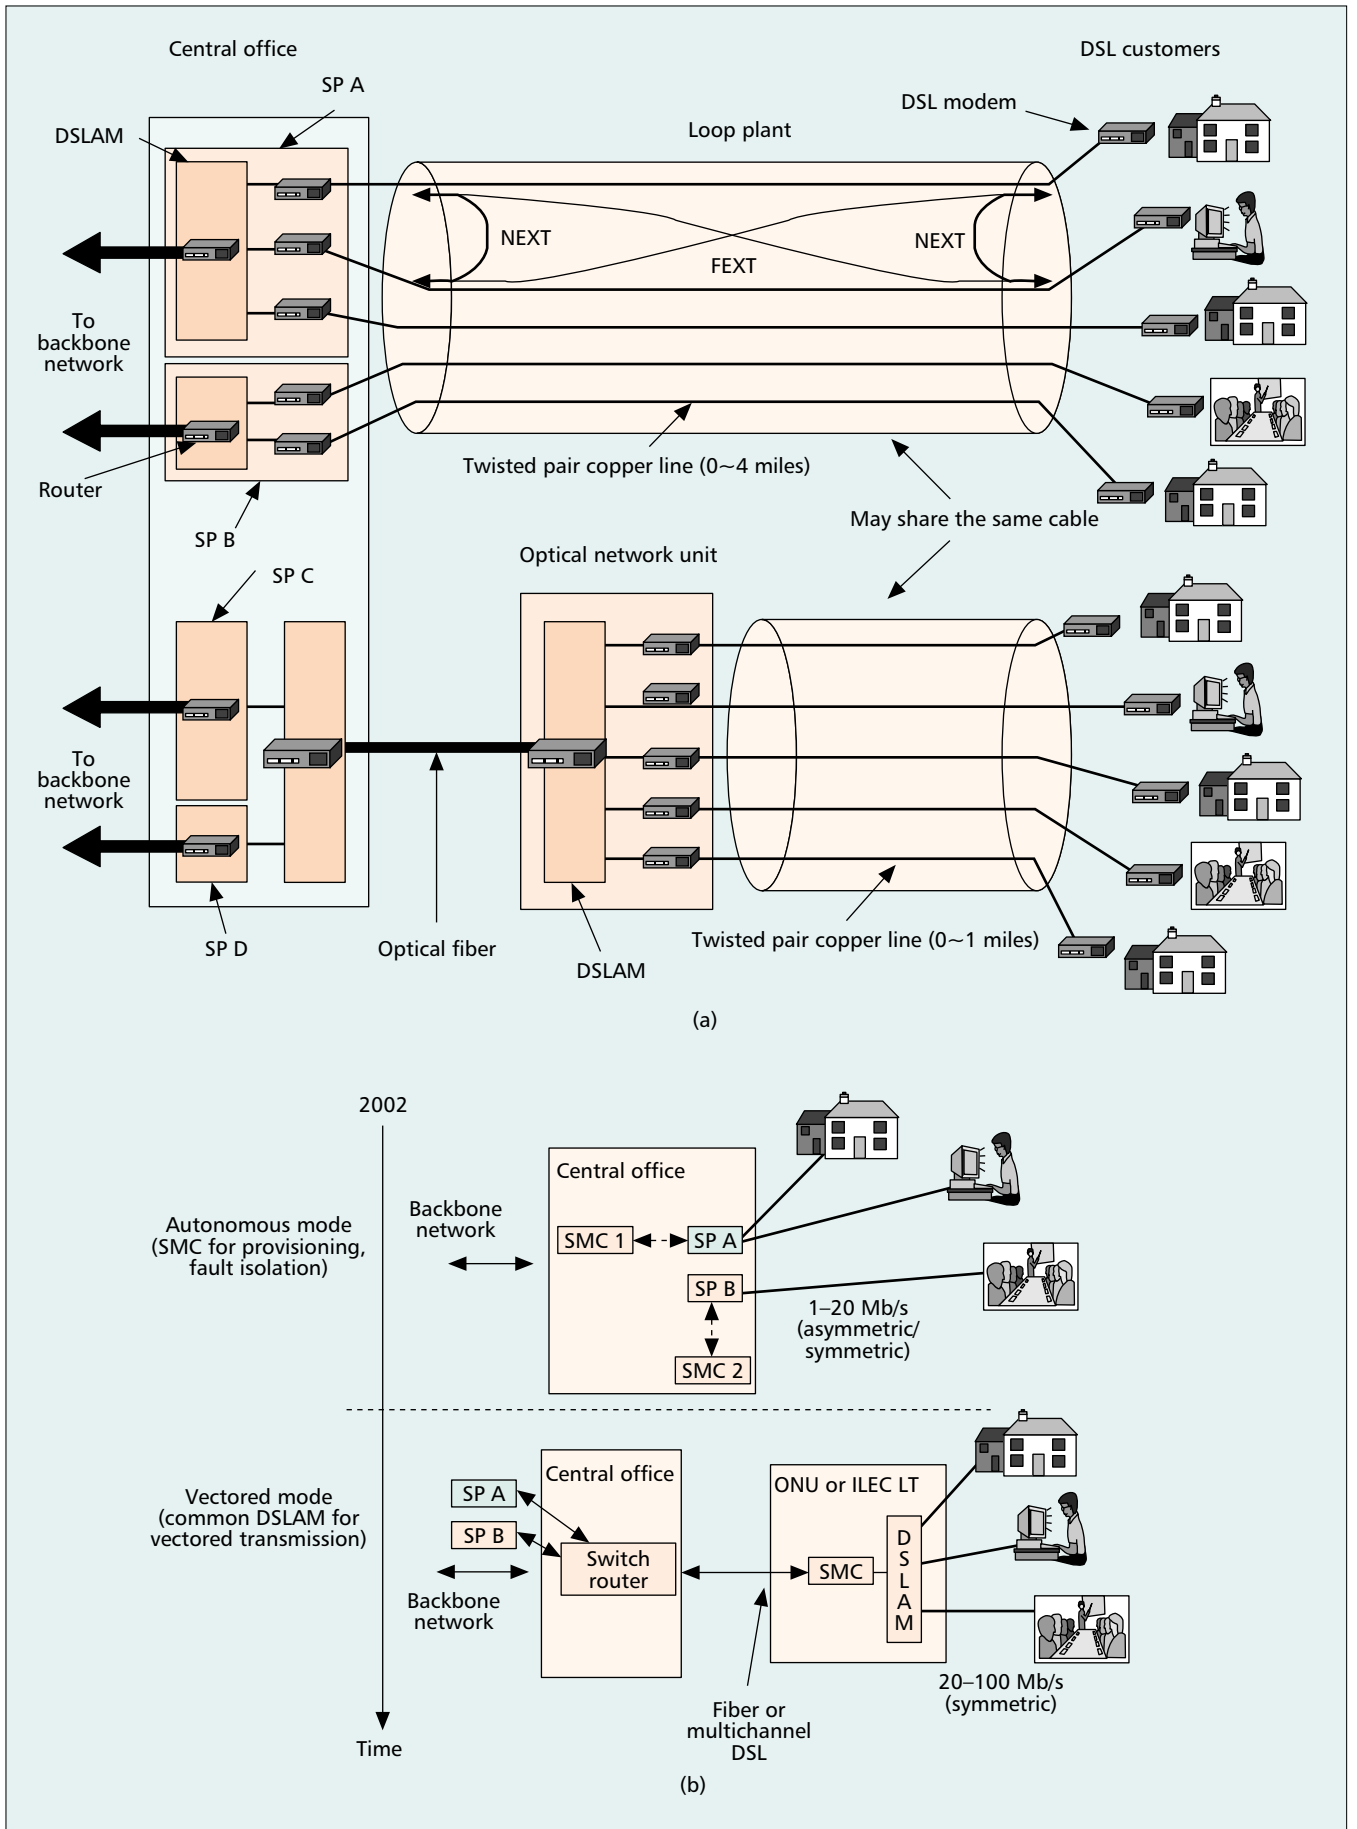 Central office
DSL customers
SP A
DSL modem
DSLAM
Loop plant
NEXT
NEXT
FEXT
To
backbone
network
Twisted pair copper line (0~4 miles)
Router
May share the same cable
SP B
Optical network unit
SP C
To
backbone
network
SP D
Optical fiber
Twisted pair copper line (0~1 miles)
DSLAM
(a)
2002
Central office
Autonomous mode
(SMC for provisioning,
fault isolation)
Backbone
network
SMC 1
SP A
SP B
1–20 Mb/s
(asymmetric/
symmetric)
SMC 2
Vectored mode
(common DSLAM for
vectored transmission)
SP A
SP B
Central office
Switch
router
Backbone
network
ONU or ILEC LT
SMC
D
S
L
A
M
20–100 Mb/s
(symmetric)
Fiber or
multichannel
DSL
Time
(b)